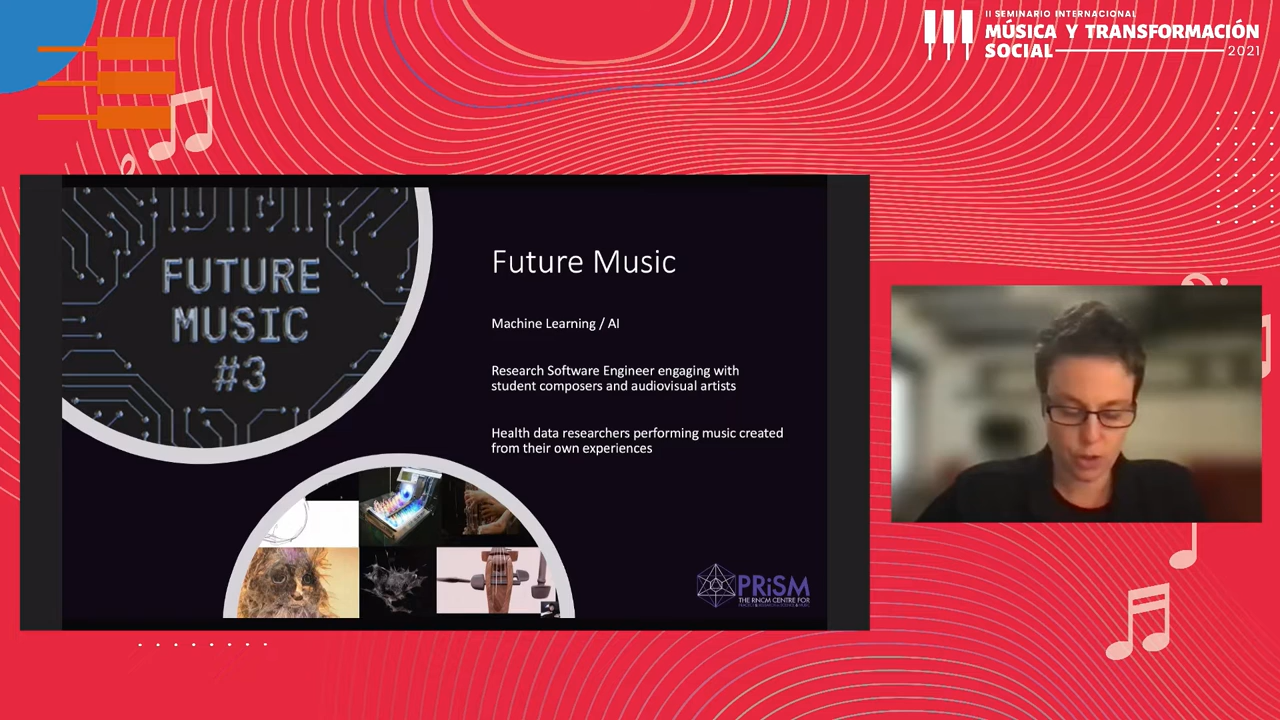 II SEMINARIO INTERNACIONAL
MÚSICA Y TRANSFORMACIÓN
SOCIAL
2021
FUTURE
MUSIC
#3
Future Music
Machine Learning / AI
Research Software Engineer engaging with
student composers and audiovisual artists
Health data researchers performing music created
from their own experiences
PRiSM
THE RNCM CENTRE FOR